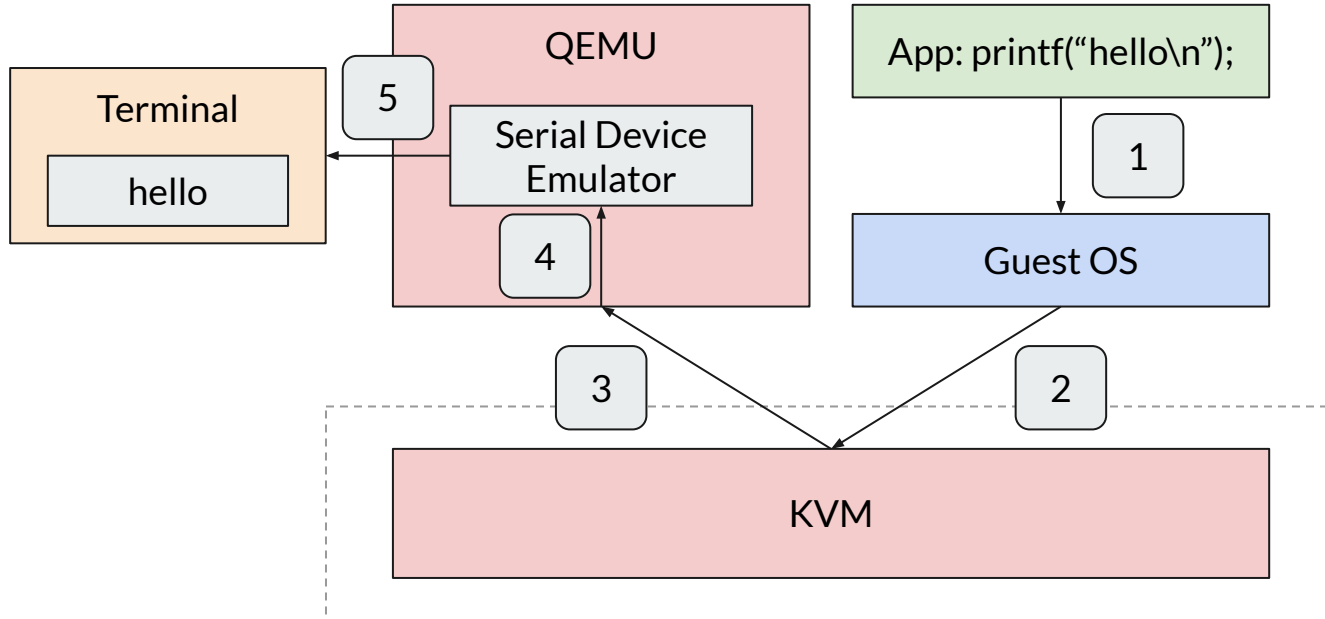 QEMU
App: printf(“hello\n”);
Terminal
5
Serial Device
Emulator
1
hello
4
Guest OS
3
2
KVM